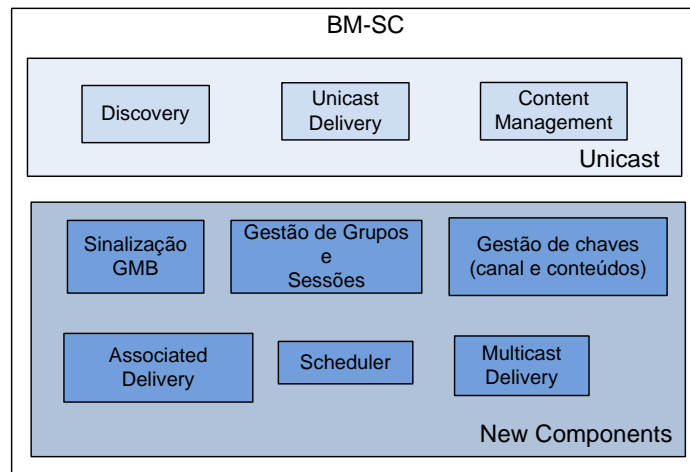 BM-SC
Discovery
Unicast
Delivery
Content
Management
Unicast
Sinalização
GMB
Gestão de Grupos
e
Sessões
Gestão de chaves
(canal e conteúdos)
Associated
Delivery
Scheduler
Multicast
Delivery
New Components